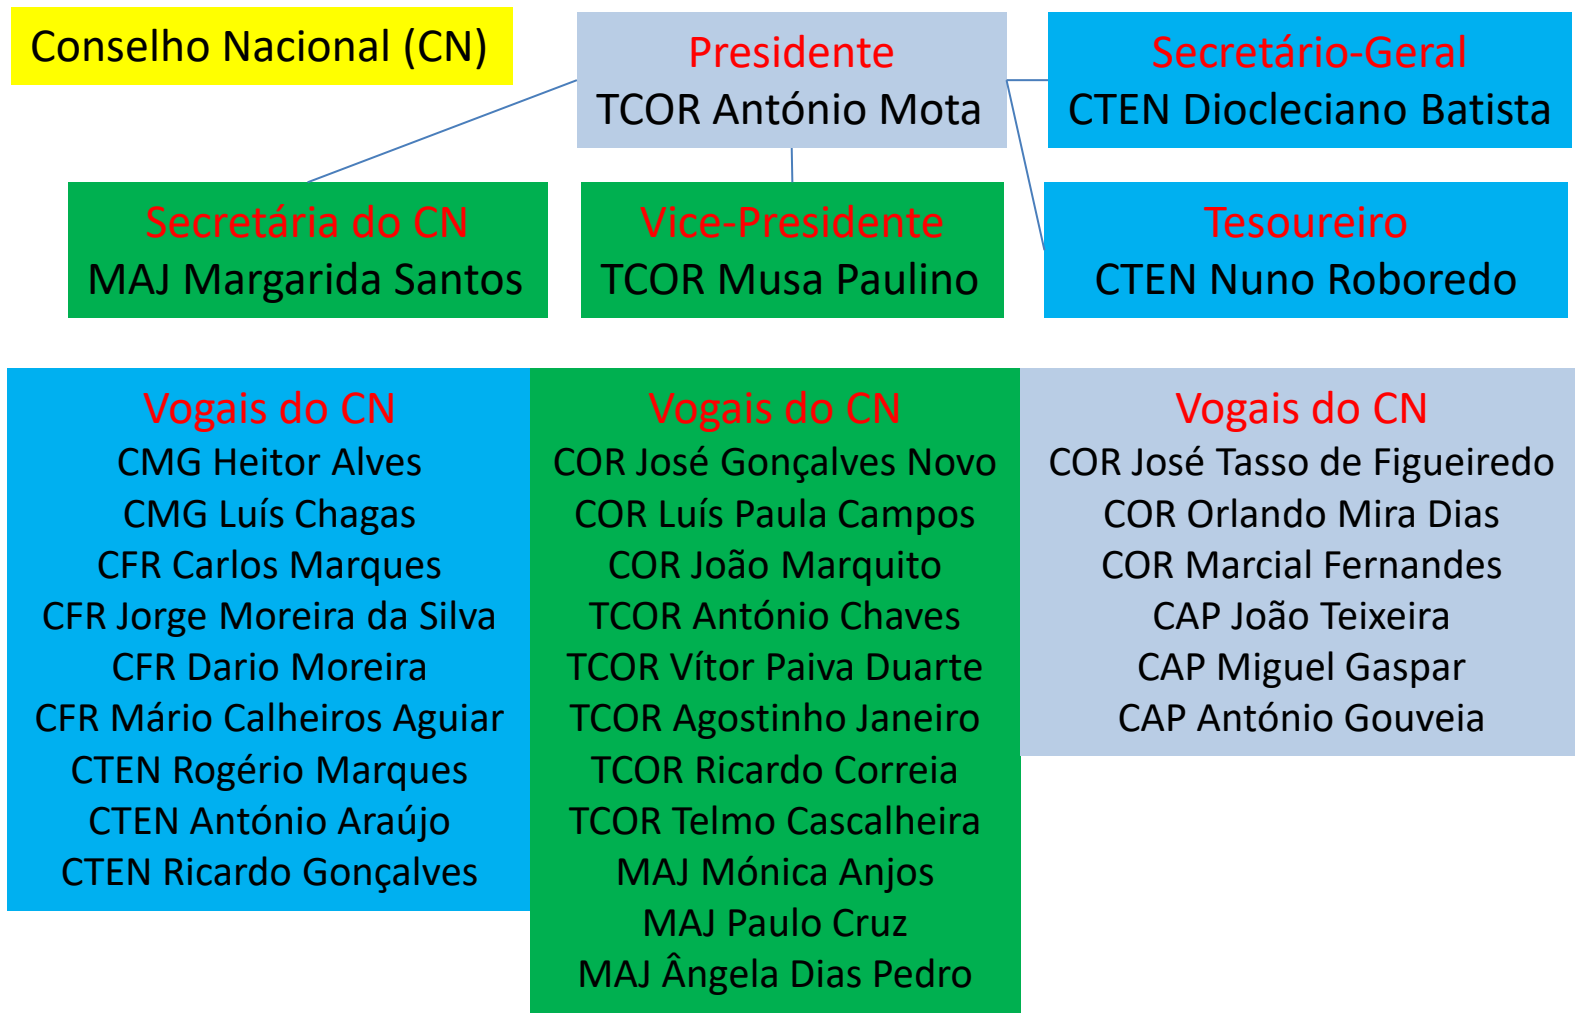 Conselho Nacional (CN)
Presidente
TCOR António Mota
Secretário-Geral
CTEN Diocleciano Batista
Secretária do CN
MAJ Margarida Santos
Vice-Presidente
TCOR Musa Paulino
Tesoureiro
CTEN Nuno Roboredo
Vogais do CN
CMG Heitor Alves
CMG Luís Chagas
CFR Carlos Marques
CFR Jorge Moreira da Silva
CFR Dario Moreira
CFR Mário Calheiros Aguiar
CTEN Rogério Marques
CTEN António Araújo
CTEN Ricardo Gonçalves
Vogais do CN
COR José Gonçalves Novo
COR Luís Paula Campos
COR João Marquito
TCOR António Chaves
TCOR Vítor Paiva Duarte
TCOR Agostinho Janeiro
TCOR Ricardo Correia
TCOR Telmo Cascalheira
MAJ Mónica Anjos
MAJ Paulo Cruz
MAJ Ângela Dias Pedro
Vogais do CN
COR José Tasso de Figueiredo
COR Orlando Mira Dias
COR Marcial Fernandes
CAP João Teixeira
CAP Miguel Gaspar
CAP António Gouveia